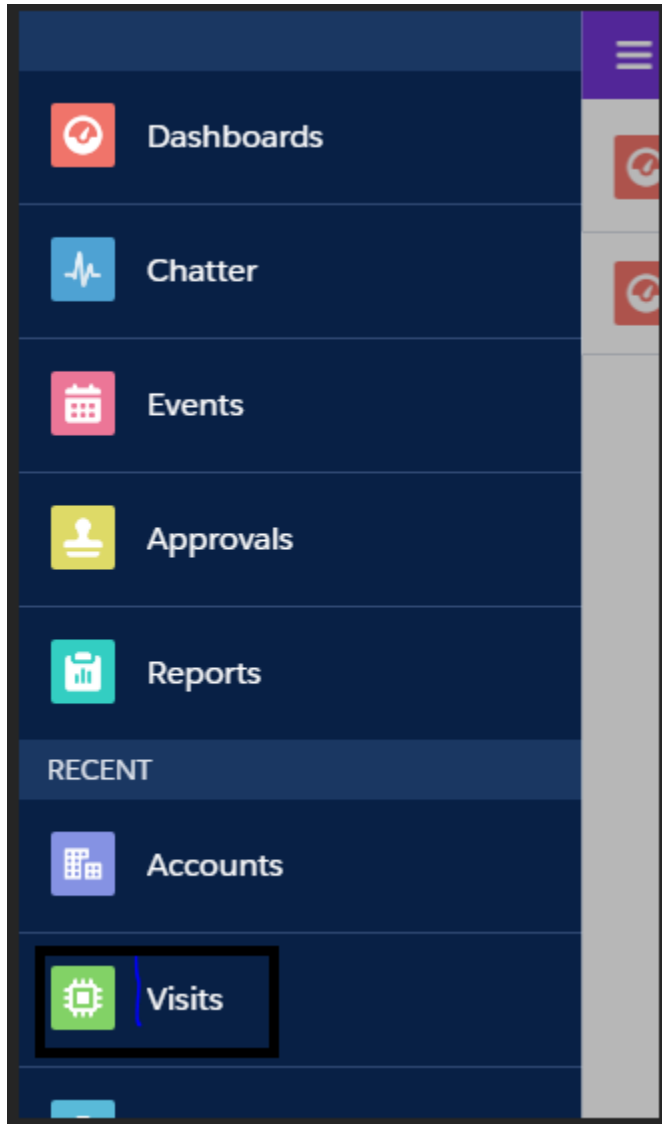 Dashboards
Chatter
Events
Approvals
Reports
RECENT
Accounts
Visits